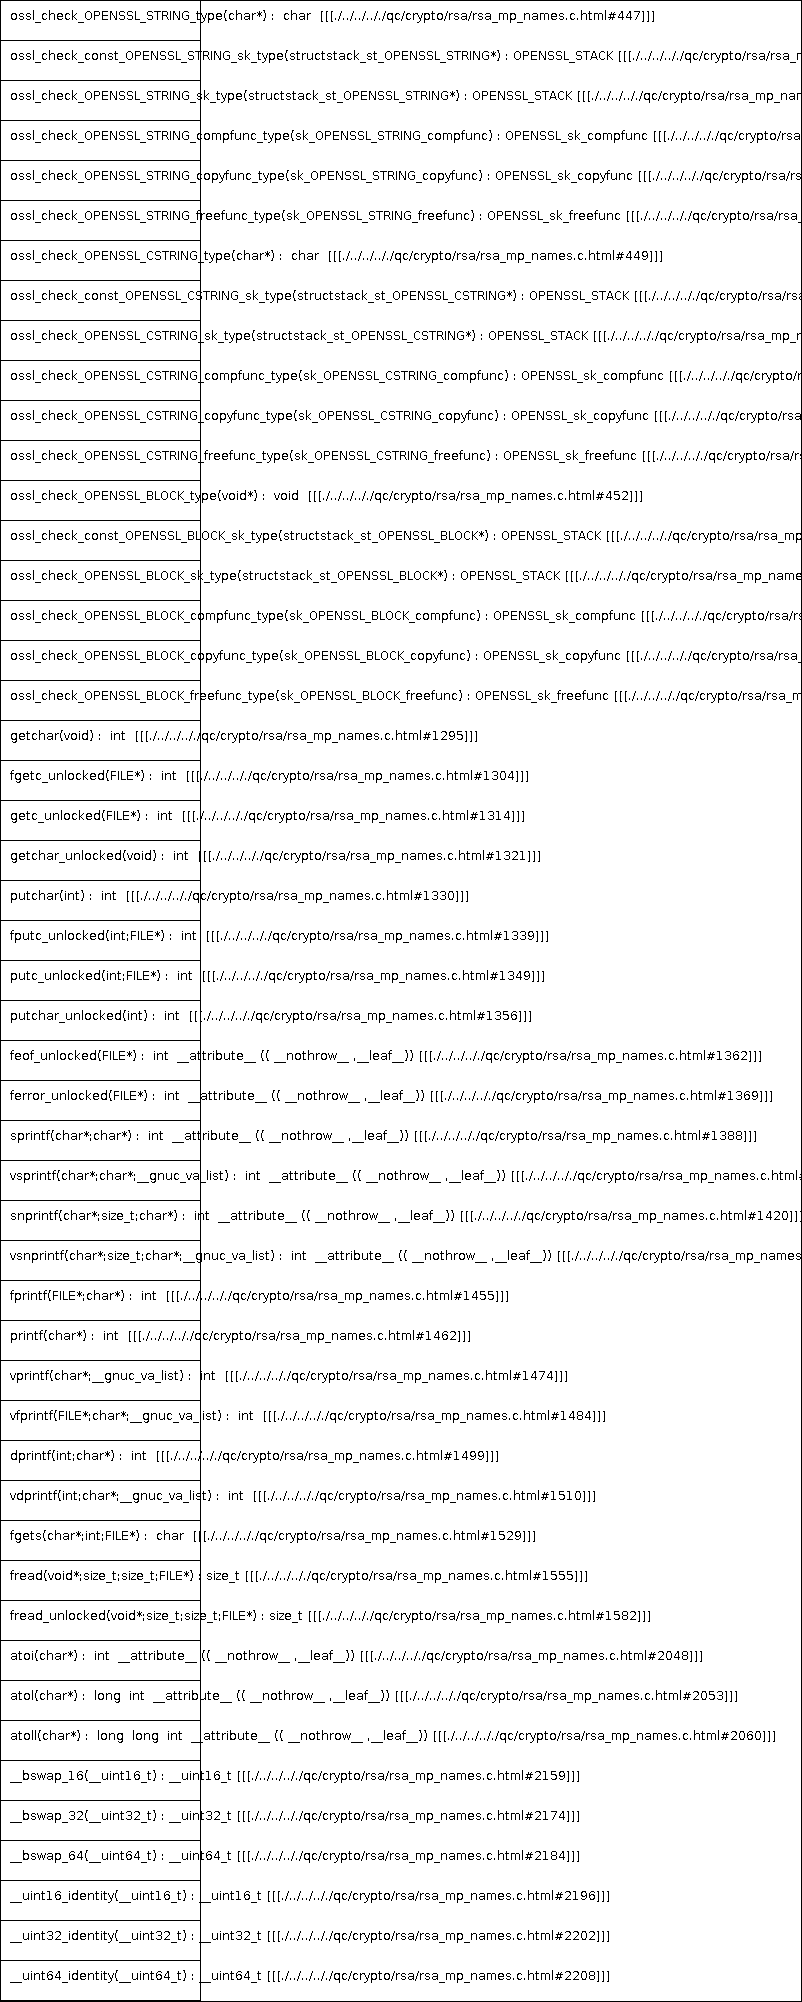 ossl_check_OPENSSL_STRING_type(char*) :  char  [[[./../../.././qc/crypto/rsa/rsa_mp_names.c.html#447]]]
ossl_check_const_OPENSSL_STRING_sk_type(structstack_st_OPENSSL_STRING*) : OPENSSL_STACK [[[./../../.././qc/crypto/rsa/rsa_n
ossl_check_OPENSSL_STRING_sk_type(structstack_st_OPENSSL_STRING*) : OPENSSL_STACK [[[./../../.././qc/crypto/rsa/rsa_mp_nam
ossl_check_OPENSSL_STRING_compfunc_type(sk_OPENSSL_STRING_compfunc) : OPENSSL_sk_compfunc [[[./../../.././qc/crypto/rsa
ossl_check_OPENSSL_STRING_copyfunc_type(sk_OPENSSL_STRING_copyfunc) : OPENSSL_sk_copyfunc [[[./../../.././qc/crypto/rsa/rs
ossl_check_OPENSSL_STRING_freefunc_type(sk_OPENSSL_STRING_freefunc) : OPENSSL_sk_freefunc [[[./../../.././qc/crypto/rsa/rsa_
ossl_check_OPENSSL_CSTRING_type(char*) :  char  [[[./../../.././qc/crypto/rsa/rsa_mp_names.c.html#449]]]
ossl_check_const_OPENSSL_CSTRING_sk_type(structstack_st_OPENSSL_CSTRING*) : OPENSSL_STACK [[[./../../.././qc/crypto/rsa/rsa
ossl_check_OPENSSL_CSTRING_sk_type(structstack_st_OPENSSL_CSTRING*) : OPENSSL_STACK [[[./../../.././qc/crypto/rsa/rsa_mp_n
ossl_check_OPENSSL_CSTRING_compfunc_type(sk_OPENSSL_CSTRING_compfunc) : OPENSSL_sk_compfunc [[[./../../.././qc/crypto/r
ossl_check_OPENSSL_CSTRING_copyfunc_type(sk_OPENSSL_CSTRING_copyfunc) : OPENSSL_sk_copyfunc [[[./../../.././qc/crypto/rsa
ossl_check_OPENSSL_CSTRING_freefunc_type(sk_OPENSSL_CSTRING_freefunc) : OPENSSL_sk_freefunc [[[./../../.././qc/crypto/rsa/r
ossl_check_OPENSSL_BLOCK_type(void*) :  void  [[[./../../.././qc/crypto/rsa/rsa_mp_names.c.html#452]]]
ossl_check_const_OPENSSL_BLOCK_sk_type(structstack_st_OPENSSL_BLOCK*) : OPENSSL_STACK [[[./../../.././qc/crypto/rsa/rsa_mp
ossl_check_OPENSSL_BLOCK_sk_type(structstack_st_OPENSSL_BLOCK*) : OPENSSL_STACK [[[./../../.././qc/crypto/rsa/rsa_mp_name
ossl_check_OPENSSL_BLOCK_compfunc_type(sk_OPENSSL_BLOCK_compfunc) : OPENSSL_sk_compfunc [[[./../../.././qc/crypto/rsa/rs
ossl_check_OPENSSL_BLOCK_copyfunc_type(sk_OPENSSL_BLOCK_copyfunc) : OPENSSL_sk_copyfunc [[[./../../.././qc/crypto/rsa/rsa_
ossl_check_OPENSSL_BLOCK_freefunc_type(sk_OPENSSL_BLOCK_freefunc) : OPENSSL_sk_freefunc [[[./../../.././qc/crypto/rsa/rsa_m
getchar(void) :  int  [[[./../../.././qc/crypto/rsa/rsa_mp_names.c.html#1295]]]
fgetc_unlocked(FILE*) :  int  [[[./../../.././qc/crypto/rsa/rsa_mp_names.c.html#1304]]]
getc_unlocked(FILE*) :  int  [[[./../../.././qc/crypto/rsa/rsa_mp_names.c.html#1314]]]
getchar_unlocked(void) :  int  [[[./../../.././qc/crypto/rsa/rsa_mp_names.c.html#1321]]]
putchar(int) :  int  [[[./../../.././qc/crypto/rsa/rsa_mp_names.c.html#1330]]]
fputc_unlocked(int;FILE*) :  int  [[[./../../.././qc/crypto/rsa/rsa_mp_names.c.html#1339]]]
putc_unlocked(int;FILE*) :  int  [[[./../../.././qc/crypto/rsa/rsa_mp_names.c.html#1349]]]
putchar_unlocked(int) :  int  [[[./../../.././qc/crypto/rsa/rsa_mp_names.c.html#1356]]]
feof_unlocked(FILE*) :  int  __attribute__ (( __nothrow__ ,__leaf__)) [[[./../../.././qc/crypto/rsa/rsa_mp_names.c.html#1362]]]
ferror_unlocked(FILE*) :  int  __attribute__ (( __nothrow__ ,__leaf__)) [[[./../../.././qc/crypto/rsa/rsa_mp_names.c.html#1369]]]
sprintf(char*;char*) :  int  __attribute__ (( __nothrow__ ,__leaf__)) [[[./../../.././qc/crypto/rsa/rsa_mp_names.c.html#1388]]]
vsprintf(char*;char*;__gnuc_va_list) :  int  __attribute__ (( __nothrow__ ,__leaf__)) [[[./../../.././qc/crypto/rsa/rsa_mp_names.c.html#
snprintf(char*;size_t;char*) :  int  __attribute__ (( __nothrow__ ,__leaf__)) [[[./../../.././qc/crypto/rsa/rsa_mp_names.c.html#1420]]]
vsnprintf(char*;size_t;char*;__gnuc_va_list) :  int  __attribute__ (( __nothrow__ ,__leaf__)) [[[./../../.././qc/crypto/rsa/rsa_mp_names
fprintf(FILE*;char*) :  int  [[[./../../.././qc/crypto/rsa/rsa_mp_names.c.html#1455]]]
printf(char*) :  int  [[[./../../.././qc/crypto/rsa/rsa_mp_names.c.html#1462]]]
vprintf(char*;__gnuc_va_list) :  int  [[[./../../.././qc/crypto/rsa/rsa_mp_names.c.html#1474]]]
vfprintf(FILE*;char*;__gnuc_va_list) :  int  [[[./../../.././qc/crypto/rsa/rsa_mp_names.c.html#1484]]]
dprintf(int;char*) :  int  [[[./../../.././qc/crypto/rsa/rsa_mp_names.c.html#1499]]]
vdprintf(int;char*;__gnuc_va_list) :  int  [[[./../../.././qc/crypto/rsa/rsa_mp_names.c.html#1510]]]
fgets(char*;int;FILE*) :  char  [[[./../../.././qc/crypto/rsa/rsa_mp_names.c.html#1529]]]
fread(void*;size_t;size_t;FILE*) : size_t [[[./../../.././qc/crypto/rsa/rsa_mp_names.c.html#1555]]]
fread_unlocked(void*;size_t;size_t;FILE*) : size_t [[[./../../.././qc/crypto/rsa/rsa_mp_names.c.html#1582]]]
atoi(char*) :  int  __attribute__ (( __nothrow__ ,__leaf__)) [[[./../../.././qc/crypto/rsa/rsa_mp_names.c.html#2048]]]
atol(char*) :  long  int  __attribute__ (( __nothrow__ ,__leaf__)) [[[./../../.././qc/crypto/rsa/rsa_mp_names.c.html#2053]]]
atoll(char*) :  long  long  int  __attribute__ (( __nothrow__ ,__leaf__)) [[[./../../.././qc/crypto/rsa/rsa_mp_names.c.html#2060]]]
__bswap_16(__uint16_t) : __uint16_t [[[./../../.././qc/crypto/rsa/rsa_mp_names.c.html#2159]]]
__bswap_32(__uint32_t) : __uint32_t [[[./../../.././qc/crypto/rsa/rsa_mp_names.c.html#2174]]]
__bswap_64(__uint64_t) : __uint64_t [[[./../../.././qc/crypto/rsa/rsa_mp_names.c.html#2184]]]
__uint16_identity(__uint16_t) : __uint16_t [[[./../../.././qc/crypto/rsa/rsa_mp_names.c.html#2196]]]
__uint32_identity(__uint32_t) : __uint32_t [[[./../../.././qc/crypto/rsa/rsa_mp_names.c.html#2202]]]
__uint64_identity(__uint64_t) : __uint64_t [[[./../../.././qc/crypto/rsa/rsa_mp_names.c.html#2208]]]